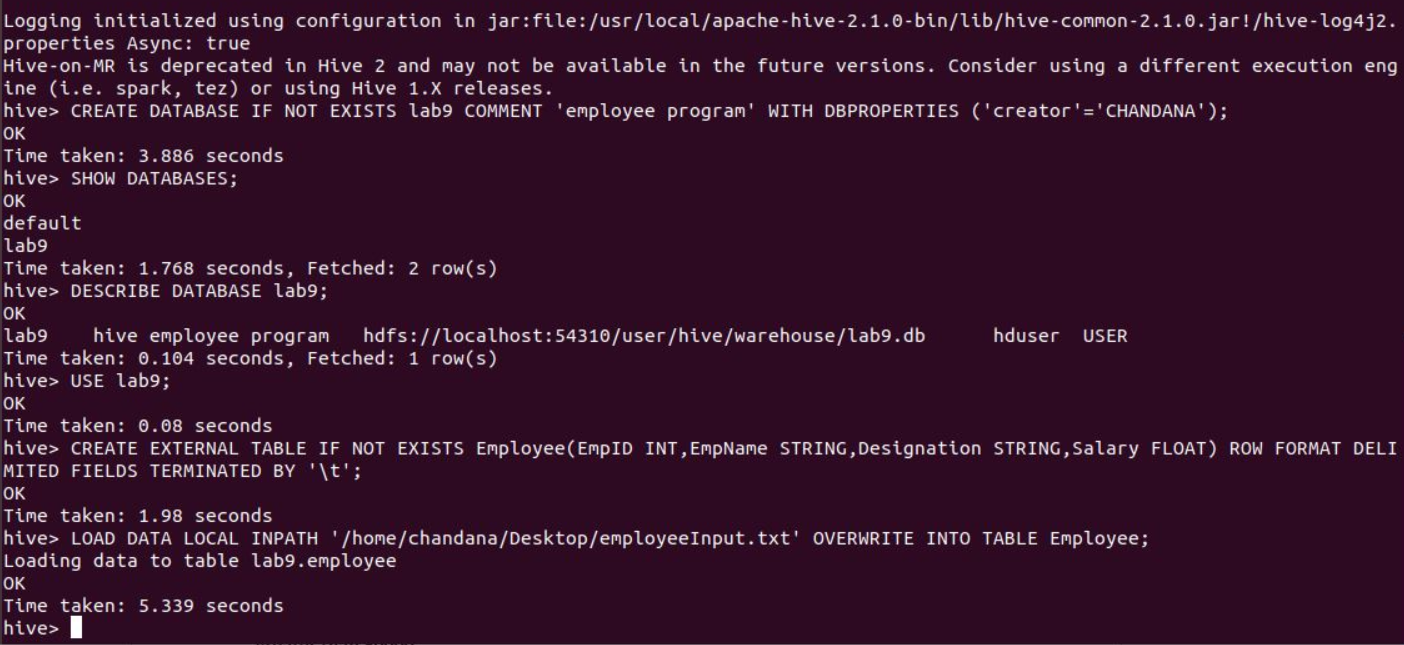 Logging initialized using configuration in jar:file:/usr/local/apache-hive-2.1.0-bin/lib/hive-common-2.1.0.jar!/hive-log4j2.
properties Async: true
Hive-on-MR is deprecated in Hive 2 and may not be available in the future versions. Consider using a different execution eng
ine (i.e. spark, tez) or using Hive 1.X releases.
hive> CREATE DATABASE IF NOT EXISTS lab9 COMMENT 'employee program' WITH DBPROPERTIES ('creator'='CHANDANA');
OK
Time taken: 3.886 seconds
hive> SHOW DATABASES;
OK
default
lab9
Time taken: 1.768 seconds, Fetched: 2 row(s)
hive> DESCRIBE DATABASE lab9;
OK
lab9    hive employee program   hdfs://localhost:54310/user/hive/warehouse/lab9.db      hduser  USER
Time taken: 0.104 seconds, Fetched: 1 row(s)
hive> USE lab9;
OK
Time taken: 0.08 seconds
hive> CREATE EXTERNAL TABLE IF NOT EXISTS Employee(EmpID INT,EmpName STRING,Designation STRING,Salary FLOAT) ROW FORMAT DELI
MITED FIELDS TERMINATED BY '\t';
OK
Time taken: 1.98 seconds
hive> LOAD DATA LOCAL INPATH '/home/chandana/Desktop/employeeInput.txt' OVERWRITE INTO TABLE Employee;
Loading data to table lab9.employee
OK
Time taken: 5.339 seconds
hive>